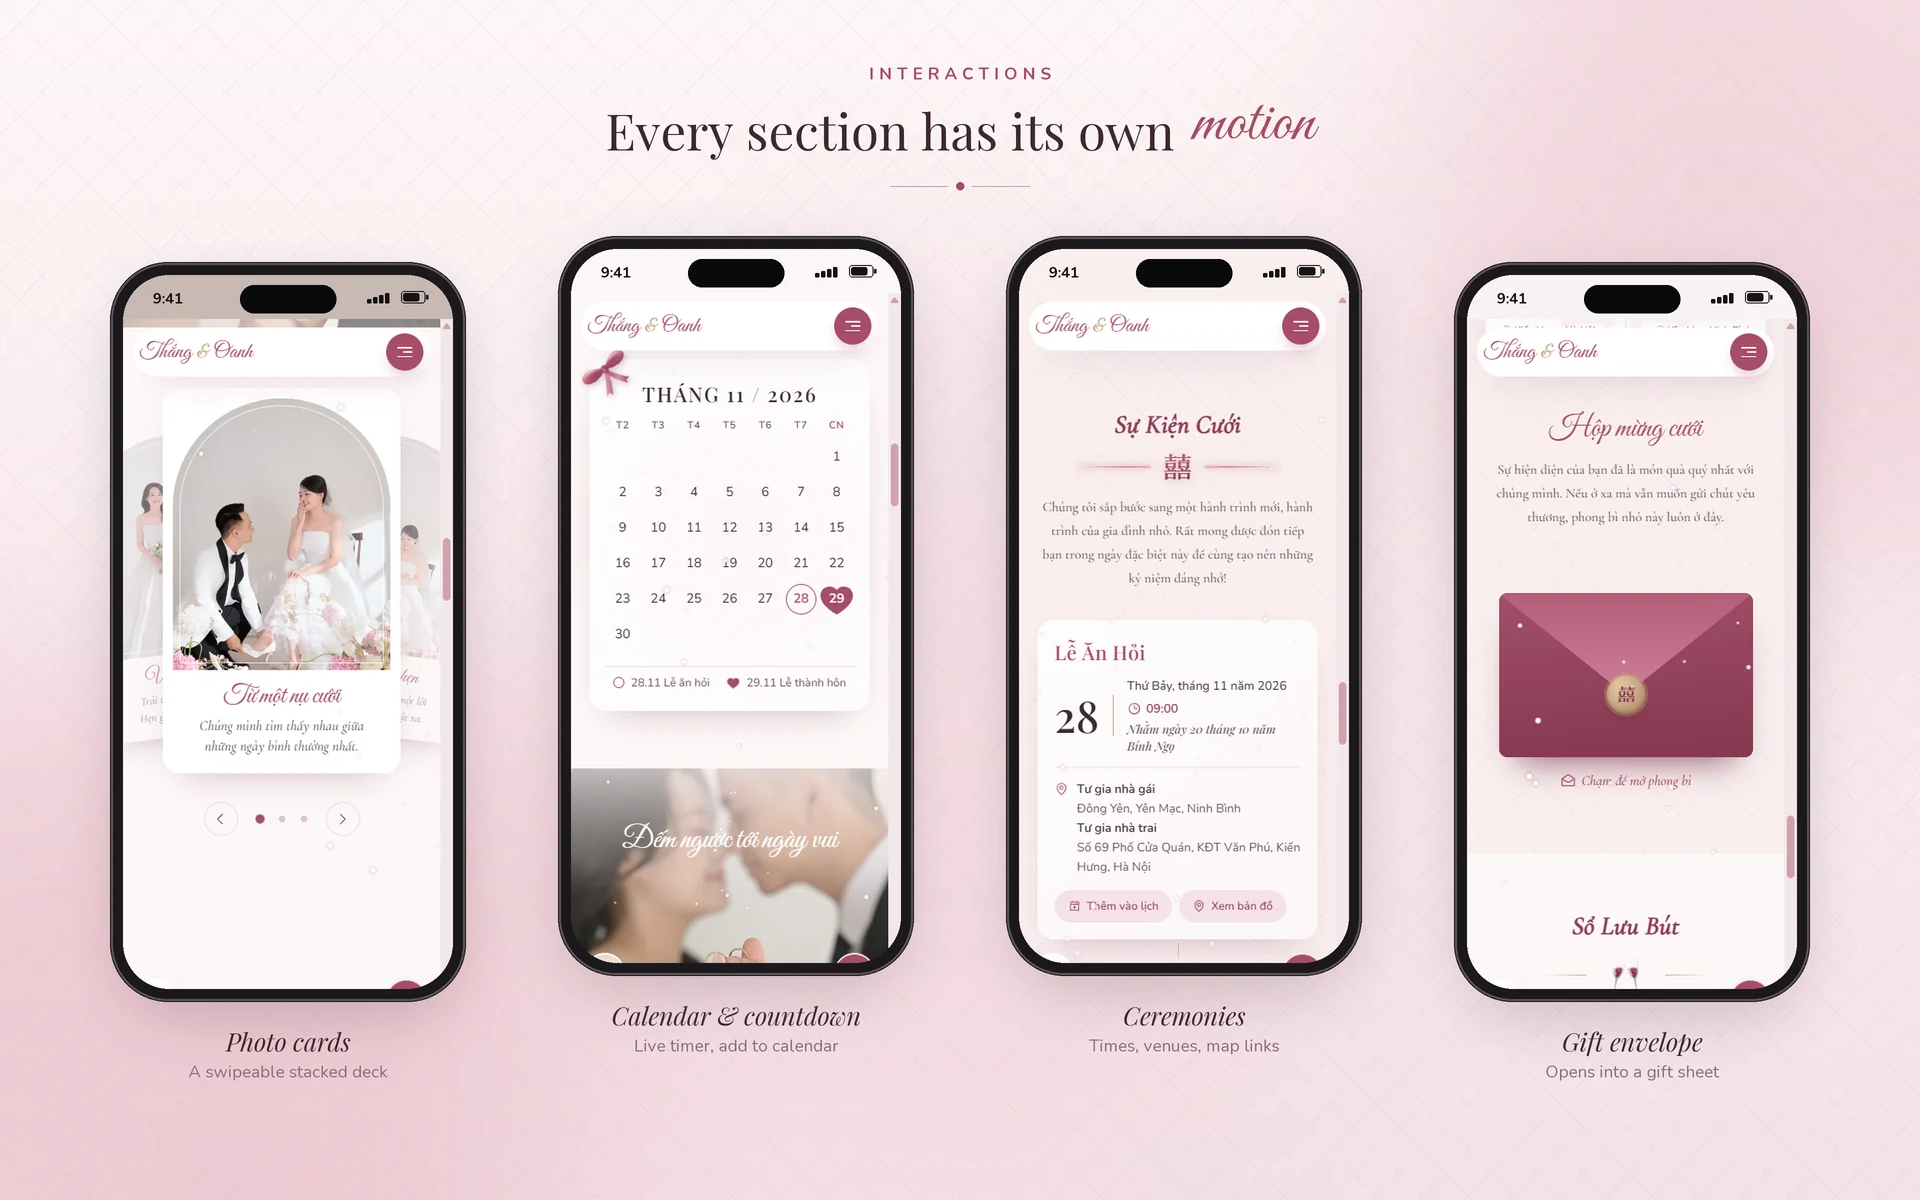 INTERACTIONS
Every section has its own motion
9:41
Thắng & Oanh
Từ một nụ cười
Chúng mình tìm thấy nhau giữa
những ngày bình thường nhất.
Photo cards
A swipeable stacked deck
9:41
Thắng & Oanh
THÁNG 11 / 2026
T2 T3 T4 T5 T6 T7 CN
1
2 3 4 5 6 7 8
9 10 11 12 13 14 15
16 17 18 19 20 21 22
23 24 25 26 27 28 29
30
28.11 Lễ ăn hỏi 29.11 Lễ thành hôn
Đếm ngược tới ngày vui
Calendar & countdown
Live timer, add to calendar
9:41
Thắng & Oanh
Sự Kiện Cưới
囍
Chúng tôi sắp bước sang một hành trình mới, hành
trình của gia đình nhỏ. Rất mong được đón tiếp
bạn trong ngày đặc biệt này để cùng tạo nên những
kỷ niệm đáng nhớ!
Lễ Ăn Hỏi
28
Thứ Bảy, tháng 11 năm 2026
09:00
Nhằm ngày 20 tháng 10 năm
Bính Ngọ
Tư gia nhà gái
Đông Yên, Yên Mạc, Ninh Bình
Tư gia nhà trai
Số 69 Phố Cửa Quán, KĐT Văn Phú, Kiến
Hưng, Hà Nội
Thêm vào lịch Xem bản đồ
Ceremonies
Times, venues, map links
9:41
Thắng & Oanh
Hộp mừng cưới
Sự hiện diện của bạn đã là món quà quý nhất với
chúng mình. Nếu ở xa mà vẫn muốn gửi chút yêu
thương, phong bì nhỏ này luôn ở đây.
囍
Chạm để mở phong bì
Sổ Lưu Bút
Gift envelope
Opens into a gift sheet